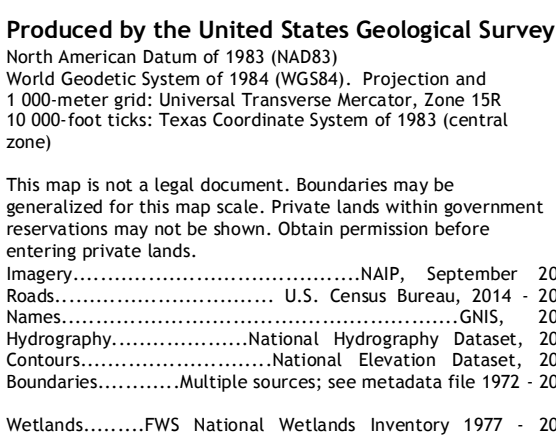 Produced by the United States Geological Survey
North American Datum of 1983 (NAD83)
World Geodetic System of 1984 (WGS84). Projection and
1 000-meter grid: Universal Transverse Mercator, Zone 15R
10 000-foot ticks: Texas Coordinate System of 1983 (central
zone)
This map is not a legal document. Boundaries may be
generalized for this map scale. Private lands within government
reservations may not be shown. Obtain permission before
entering private lands.
Imagery.........................................NAIP, September 20
Roads............................... U.S. Census Bureau, 2014 - 20
Names........................................................GNIS, 20
Hydrography...................National Hydrography Dataset, 20
Contours............................National Elevation Dataset, 20
Boundaries............Multiple sources; see metadata file 1972 - 20
Wetlands.........FWS National Wetlands Inventory 1977 - 20